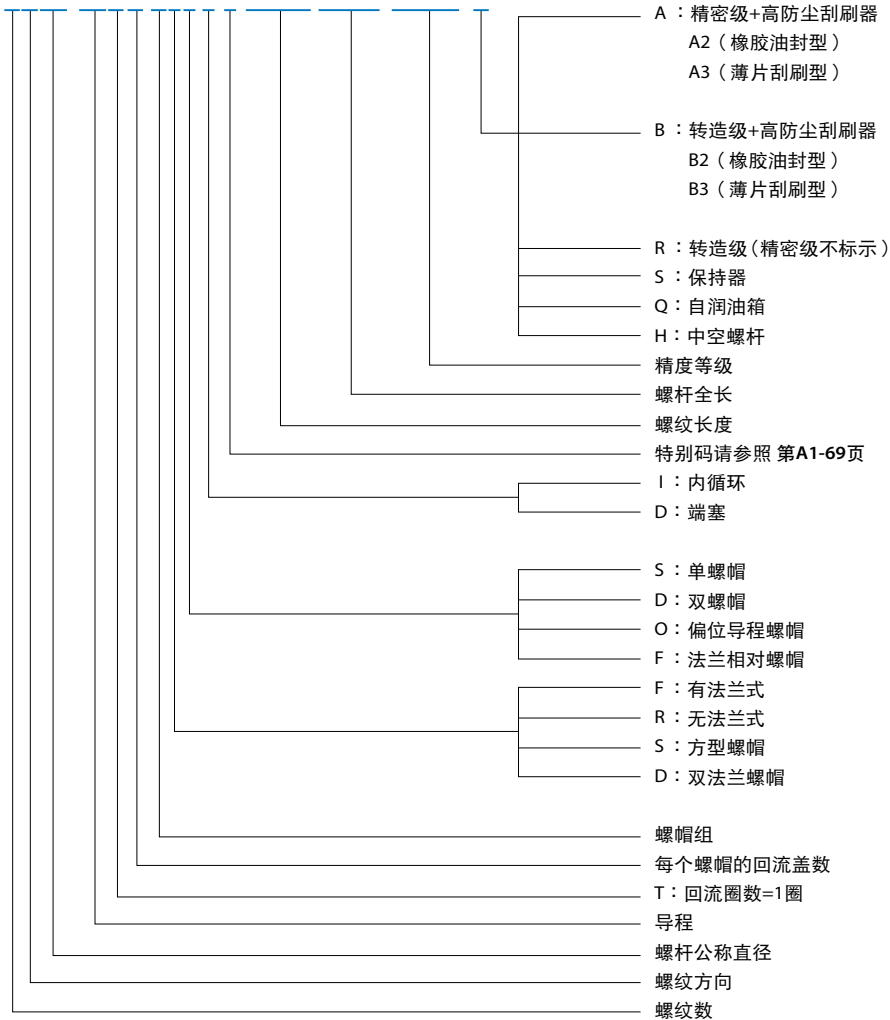 A：精密级+高防尘刮刷器
A2（橡胶油封型）
A3（薄片刮刷型）
B：转造级+高防尘刮刷器
B2（橡胶油封型）
B3（薄片刮刷型）
R：转造级（精密级不标示）
S：保持器
Q：自润油箱
H：中空螺杆
精度等级
螺杆全长
螺纹长度
特别码请参照 第A1-69页
I：内循环
D：端塞
S：单螺帽
D：双螺帽
O：偏位导程螺帽
F：法兰相对螺帽
F：有法兰式
R：无法兰式
S：方型螺帽
D：双法兰螺帽
螺帽组
每个螺帽的回流盖数
T：回流圈数=1圈
导程
螺杆公称直径
螺纹方向
螺纹数